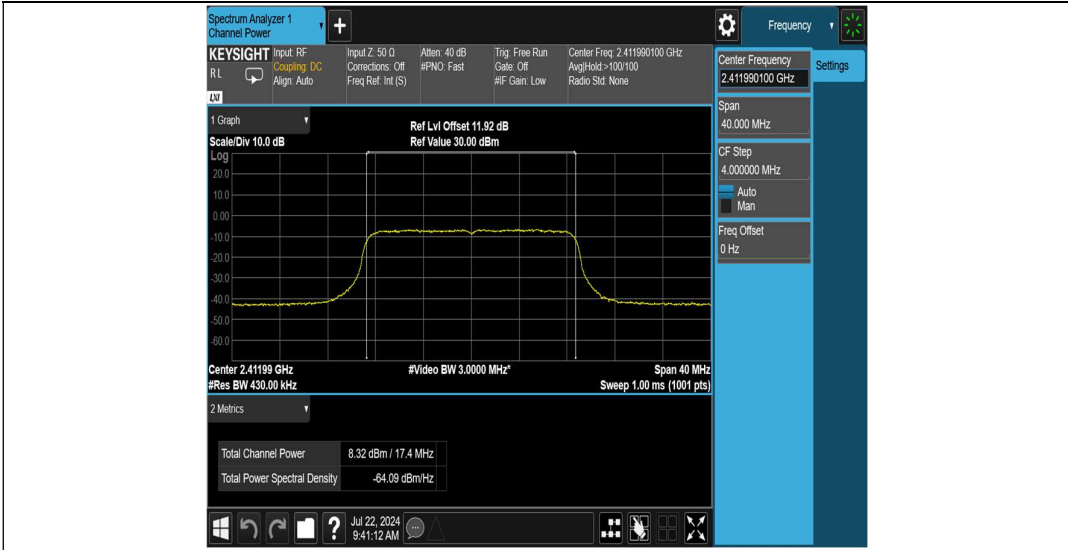 Spectrum Analyzer 1
Channel Power
+
Frequency
KEYSIGHT
RL
LXI
Input: RF
Coupling: DC
Align: Auto
Input Z: 50 Ω
Corrections: Off
Freq Ref: Int (S)
Atten: 40 dB
#PNO: Fast
Trig: Free Run
Gate: Off
#IF Gain: Low
Center Freq: 2.411990100 GHz
Avg|Hold:>100/100
Radio Std: None
Center Frequency
2.411990100 GHz
Settings
Span
40.000 MHz
CF Step
4.000000 MHz
Auto
Man
Freq Offset
0 Hz
1 Graph
Scale/Div 10.0 dB
Ref Lvl Offset 11.92 dB
Ref Value 30.00 dBm
Log
20.0
10.0
0.00
-10.0
-20.0
-30.0
-40.0
-50.0
-60.0
Center 2.41199 GHz
#Video BW 3.0000 MHz*
Span 40 MHz
#Res BW 430.00 kHz
Sweep 1.00 ms (1001 pts)
2 Metrics
Total Channel Power 8.32 dBm / 17.4 MHz
Total Power Spectral Density -64.09 dBm/Hz
?
Jul 22, 2024
9:41:12 AM